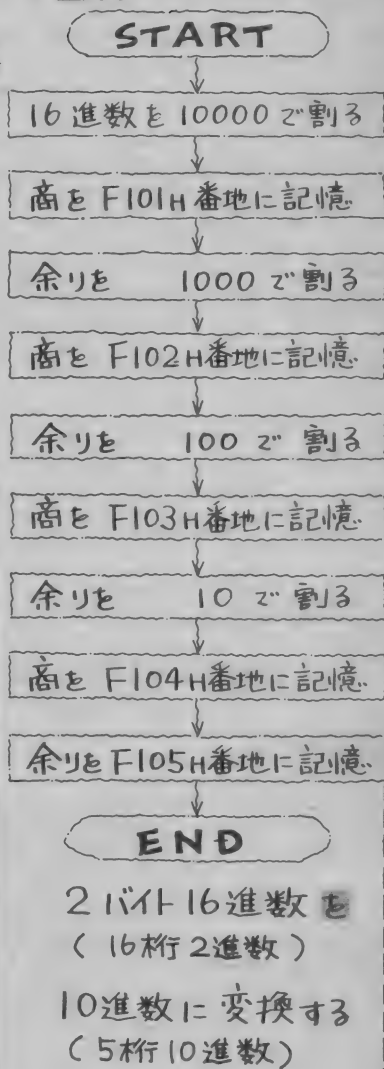 START
16進数を10000で割る
商をF101H番地に記憶
余りを 1000で割る
商をF102H番地に記憶
余りを 100で割る
商をF103H番地に記憶
余りを 10で割る
商をF104H番地に記憶
余りをF105H番地に記憶
END
2バイト16進数を
(16桁2進数)
10進数に変換する
(5桁10進数)